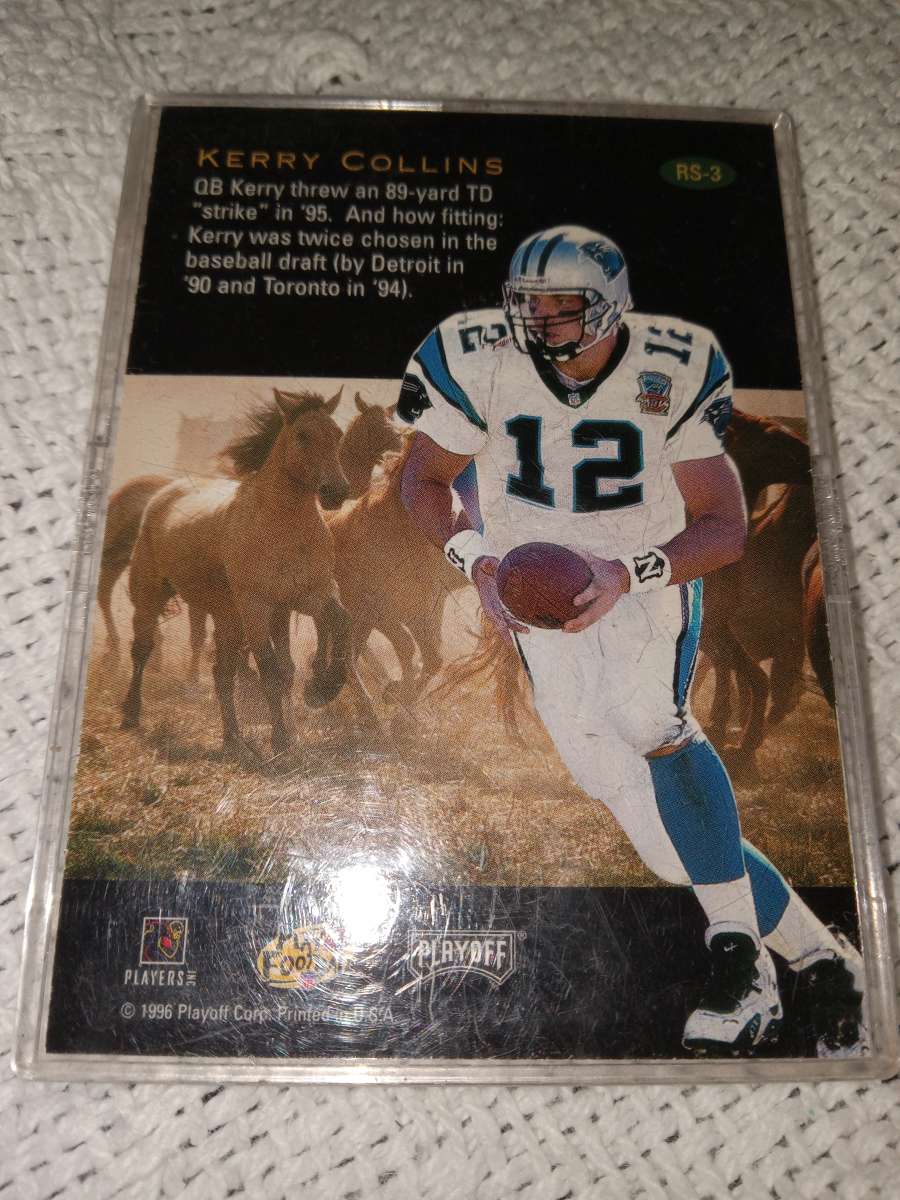 KERRY COLLINS
RS-3
QB Kerry threw an 89-yard TD
"strike" in '95. And how fitting:
Kerry was twice chosen in the
baseball draft (by Detroit in
'90 and Toronto in '94).
12
12
12
N
PLAYERS INC
PLAYOFF®
© 1996 Playoff Corp. Printed in U.S.A.